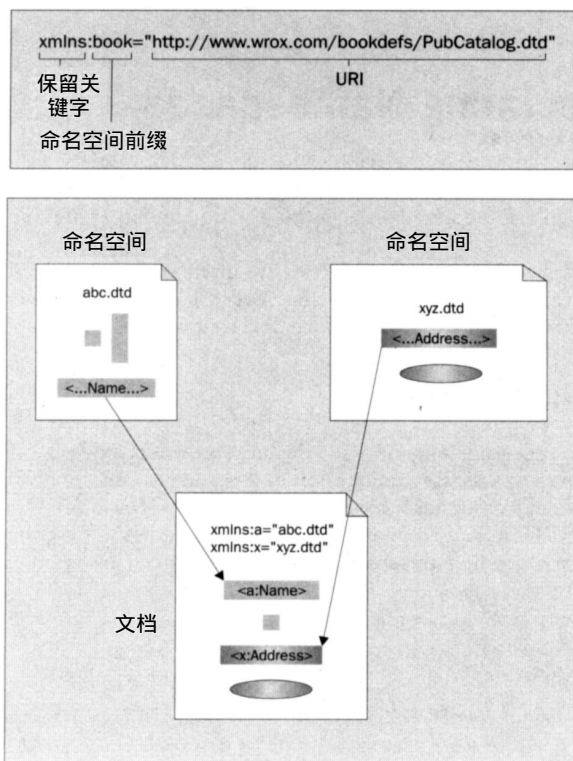 xmlns:book="http://www.wrox.com/bookdefs/PubCatalog.dtd"
保留关
键字
URI
命名空间前缀
命名空间
命名空间
abc.dtd
<...Name...>
xyz.dtd
<...Address...>
xmlns:a="abc.dtd"
xmlns:x="xyz.dtd"
<a:Name>
文档
<x:Address>